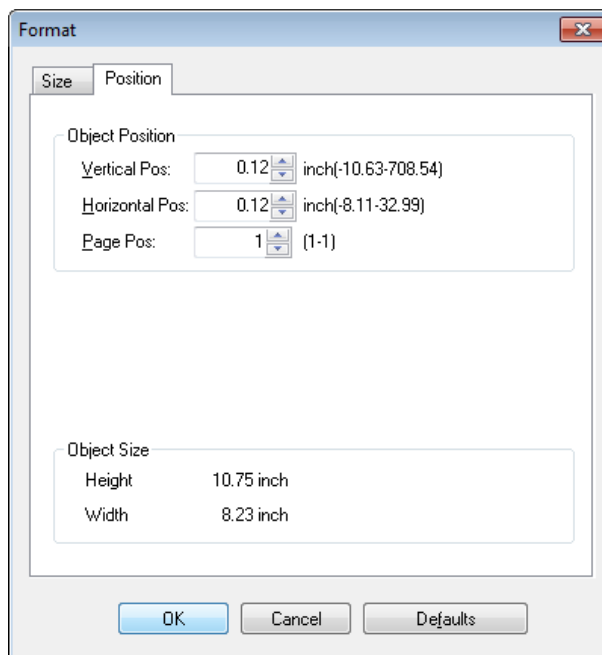 Format
Size Position
Object Position
Vertical Pos: 0.12 inch(-10.63-708.54)
Horizontal Pos: 0.12 inch(-8.11-32.99)
Page Pos: 1 (1-1)
Object Size
Height 10.75 inch
Width 8.23 inch
OK Cancel Defaults